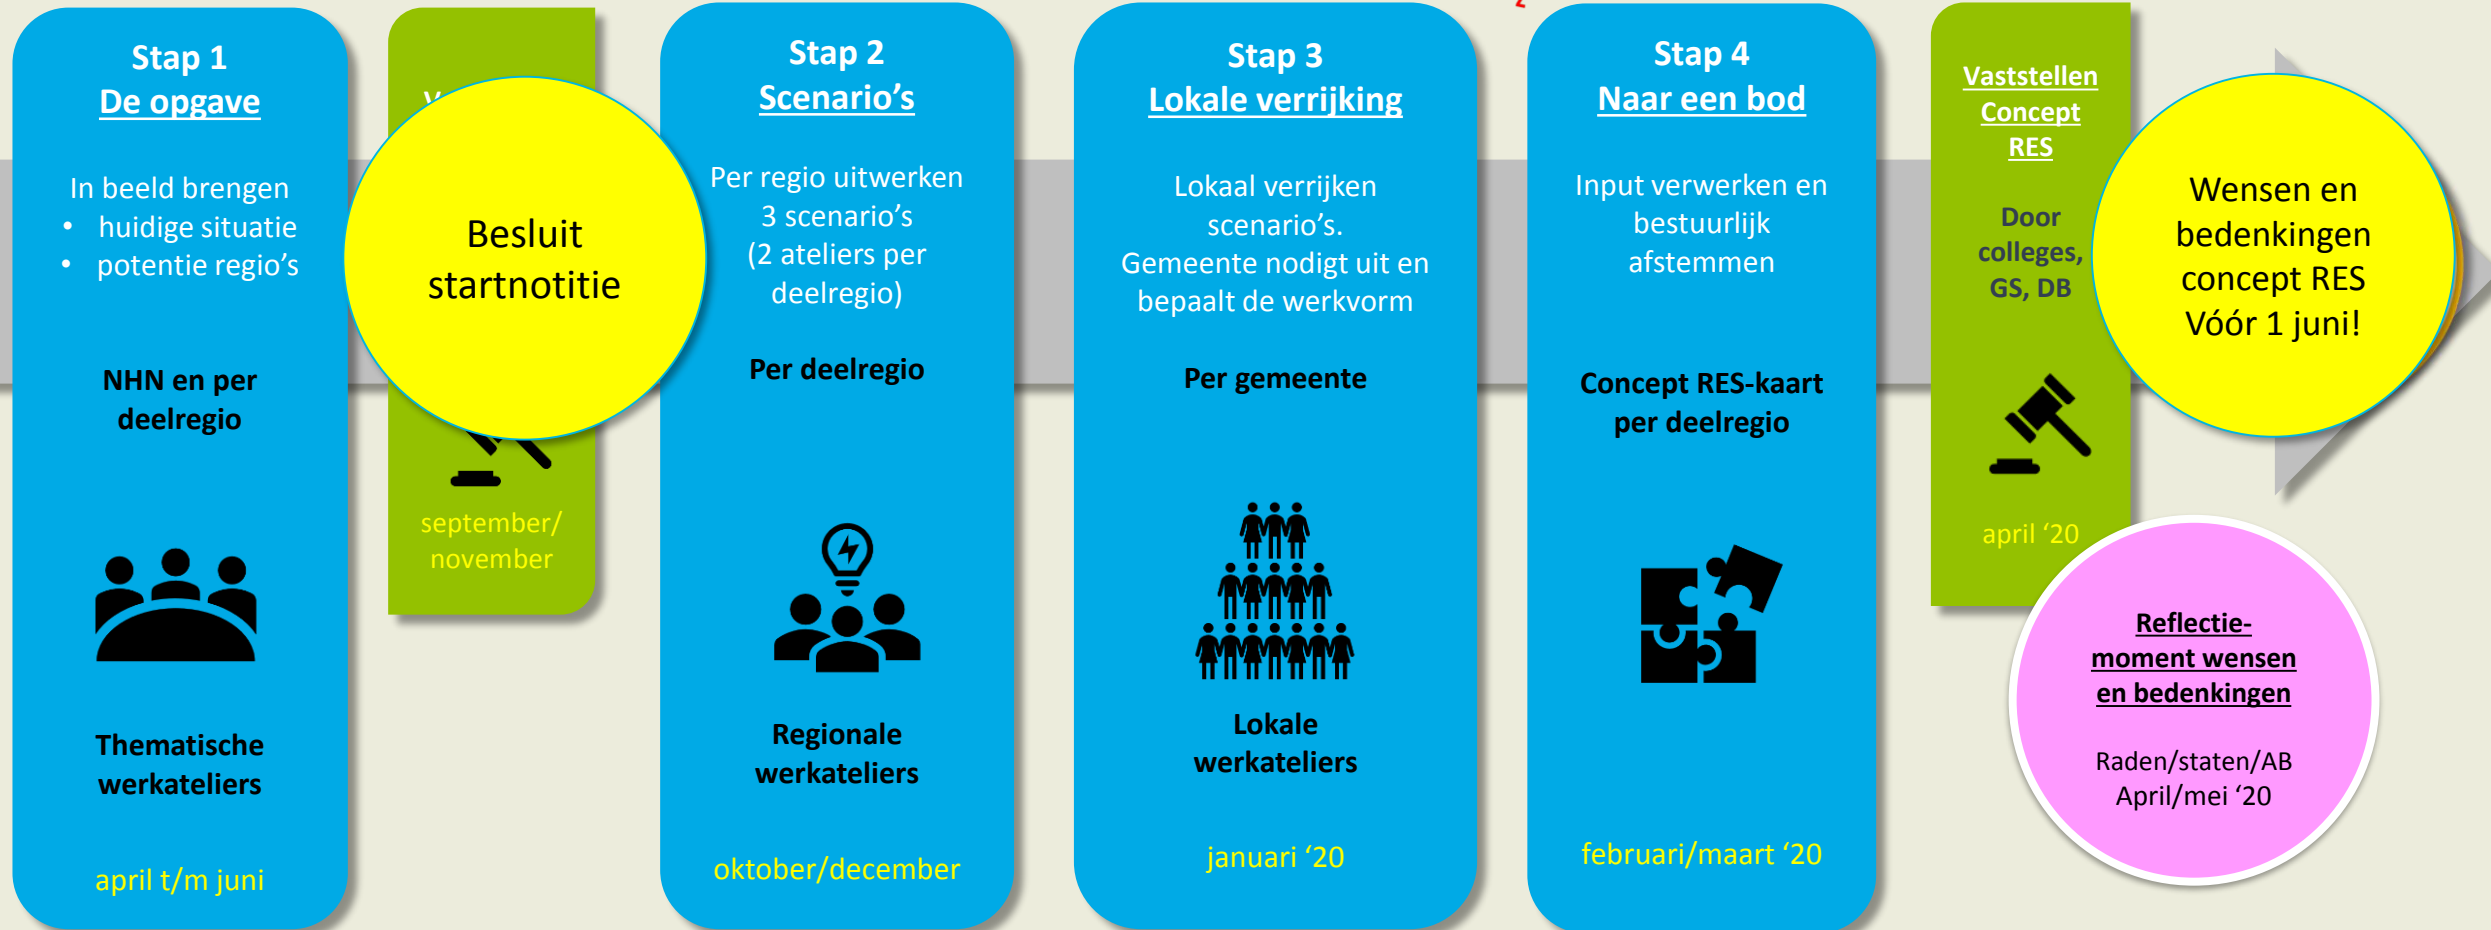 Stap 1
De opgave
In beeld brengen
• huidige situatie
• potentie regio's
NHN en per
deelregio
Thematische
werkateliers
april t/m juni
Besluit
startnotitie
september/
november
Stap 2
Scenario's
Per regio uitwerken
3 scenario's
(2 ateliers per
deelregio)
Per deelregio
Regionale
werkateliers
oktober/december
Stap 3
Lokale verrijking
Lokaal verrijken
scenario's.
Gemeente nodigt uit en
bepaalt de werkvorm
Per gemeente
Lokale
werkateliers
januari '20
Stap 4
Naar een bod
Input verwerken en
bestuurlijk
afstemmen
Concept RES-kaart
per deelregio
februari/maart '20
Vaststellen
Concept
RES
Door
colleges,
GS, DB
april '20
Wensen en
bedenkingen
concept RES
Vóór 1 juni!
Reflectie-
moment wensen
en bedenkingen
Raden/staten/AB
April/mei '20